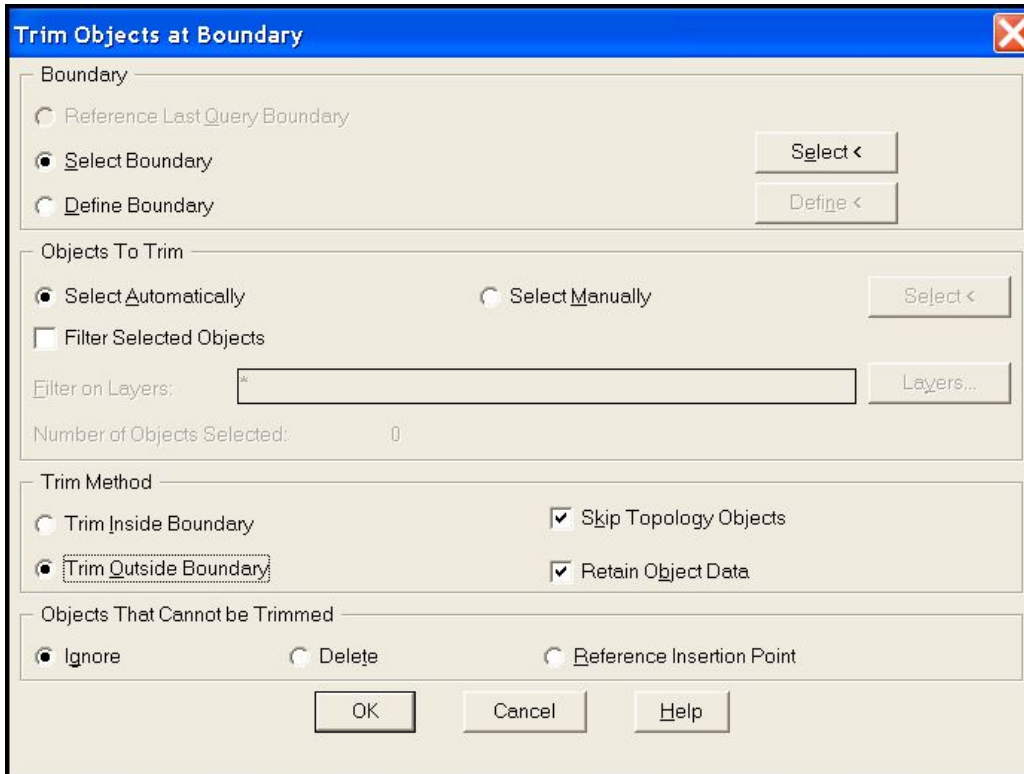 Trim Objects at Boundary
Boundary
Reference Last Query Boundary
Select Boundary
Select <
Define Boundary
Define <
Objects To Trim
Select Automatically
Select Manually
Select <
Filter Selected Objects
Filter on Layers:
*
Layers...
Number of Objects Selected:
0
Trim Method
Trim Inside Boundary
Skip Topology Objects
Trim Outside Boundary
Retain Object Data
Objects That Cannot be Trimmed
Ignore
Delete
Reference Insertion Point
OK
Cancel
Help